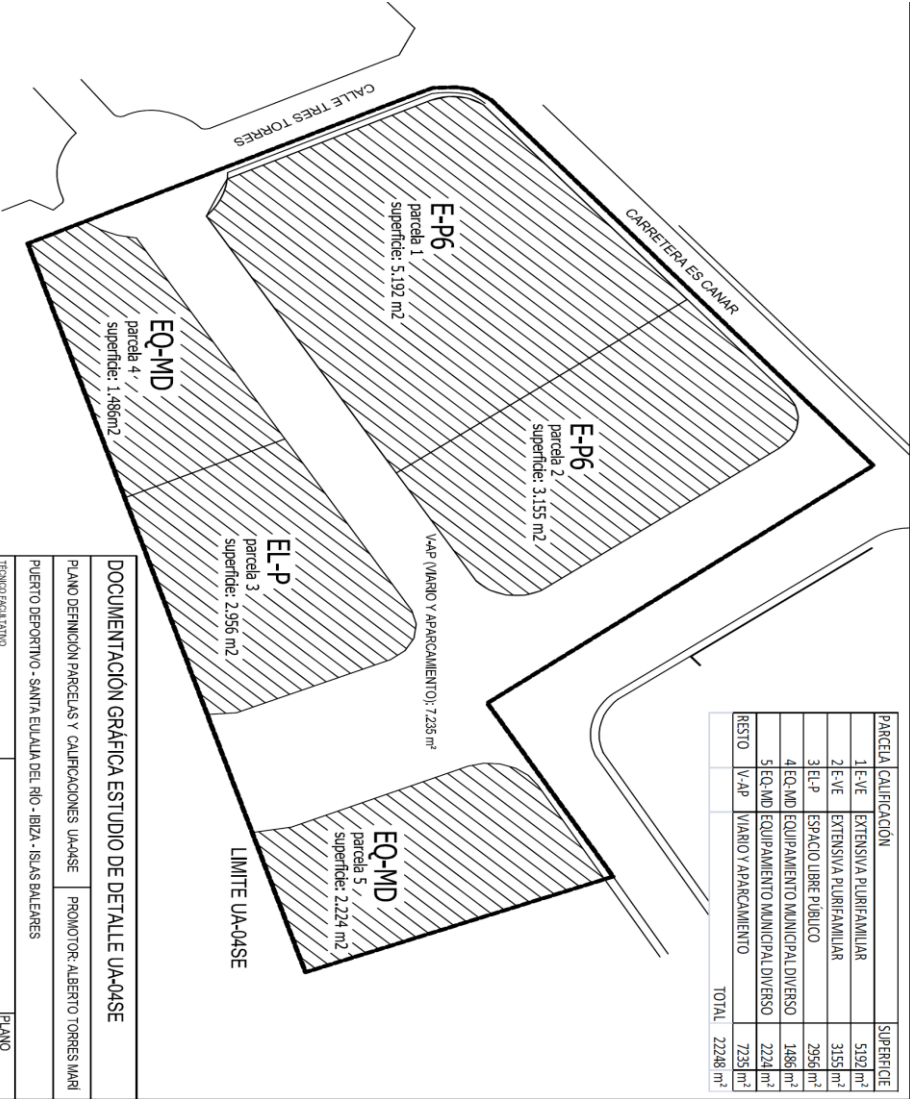 CALLE TRES TORRES
CARRETERA ES CANAR
E-P6
parcela 1
superficie: 5.192 m2
E-P6
parcela 2
superficie: 3.155 m2
EQ-MD
parcela 4
superficie: 1.486m2
EL-P
parcela 3
superficie: 2.956 m2
V-AP (VIARIO Y APARCAMIENTO): 7.235 m²
EQ-MD
parcela 5
superficie: 2.224 m2
LIMITE UA-04SE
PARCELA CALIFICACIÓN SUPERFICIE
1 E-VE EXTENSIVA PLURIFAMILIAR 5192 m²
2 E-VE EXTENSIVA PLURIFAMILIAR 3155 m²
3 EL-P ESPACIO LIBRE PÚBLICO 2956 m²
4 EQ-MD EQUIPAMIENTO MUNICIPAL DIVERSO 1486 m²
5 EQ-MD EQUIPAMIENTO MUNICIPAL DIVERSO 2224 m²
RESTO V-AP VIARIO Y APARCAMIENTO 7235 m²
TOTAL 22248 m²
DOCUMENTACIÓN GRÁFICA ESTUDIO DE DETALLE UA-04SE
PLANO DEFINICIÓN PARCELAS Y CALIFICACIONES UA-04SE PROMOTOR: ALBERTO TORRES MARÍ
PUERTO DEPORTIVO - SANTA EULALIA DEL RÍO - IBIZA - ISLAS BALEARES
TÉCNICO FACULTATIVO PLANO